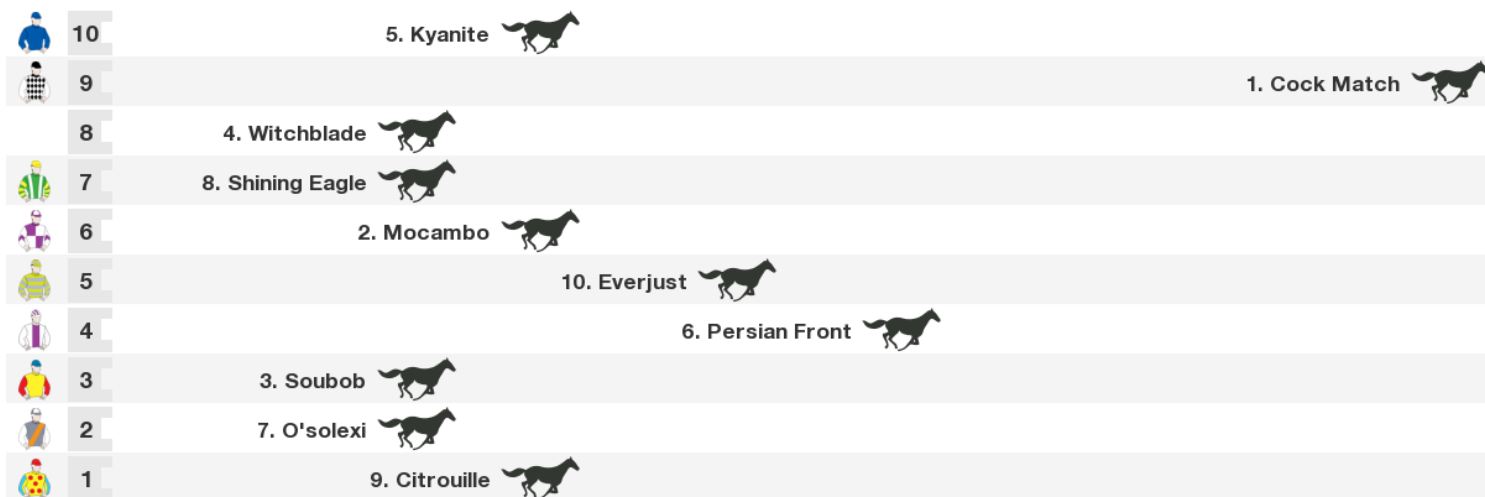 10 5. Kyanite
9 1. Cock Match
8 4. Witchblade
7 8. Shining Eagle
6 2. Mocambo
5 10. Everjust
4 6. Persian Front
3 3. Soubob
2 7. O'solexi
1 9. Citrouille